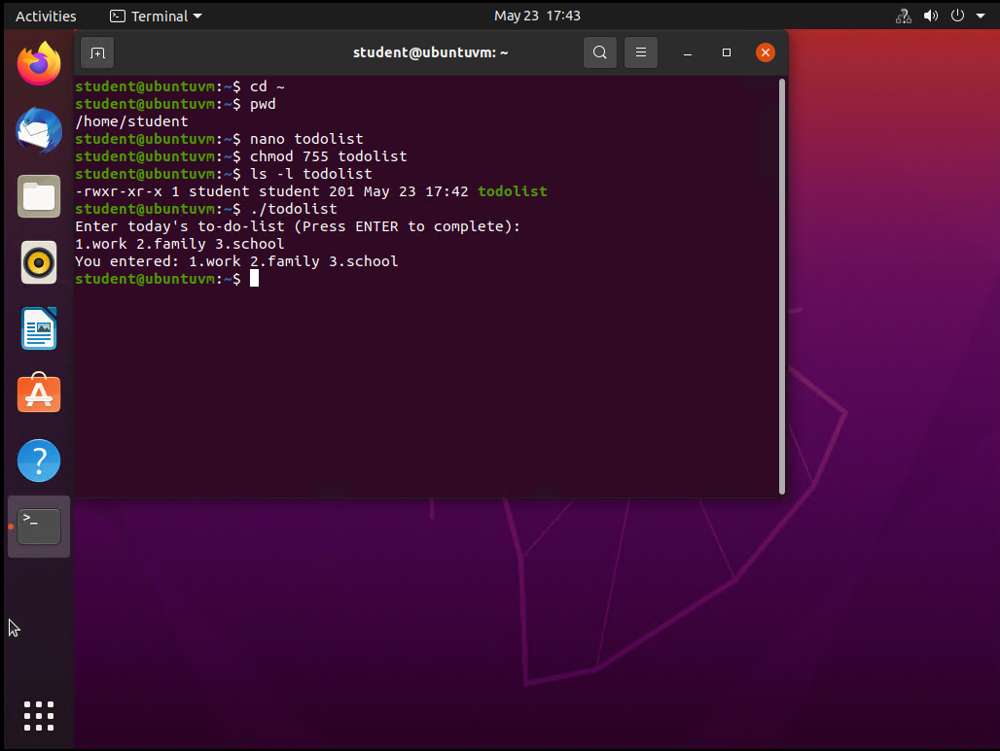 Activities Terminal May 23 17:43
student@ubuntuvm: ~
student@ubuntuvm:~$ cd ~
student@ubuntuvm:~$ pwd
/home/student
student@ubuntuvm:~$ nano todolist
student@ubuntuvm:~$ chmod 755 todolist
student@ubuntuvm:~$ ls -l todolist
-rwxr-xr-x 1 student student 201 May 23 17:42 todolist
student@ubuntuvm:~$ ./todolist
Enter today's to-do-list (Press ENTER to complete):
1.work 2.family 3.school
You entered: 1.work 2.family 3.school
student@ubuntuvm:~$